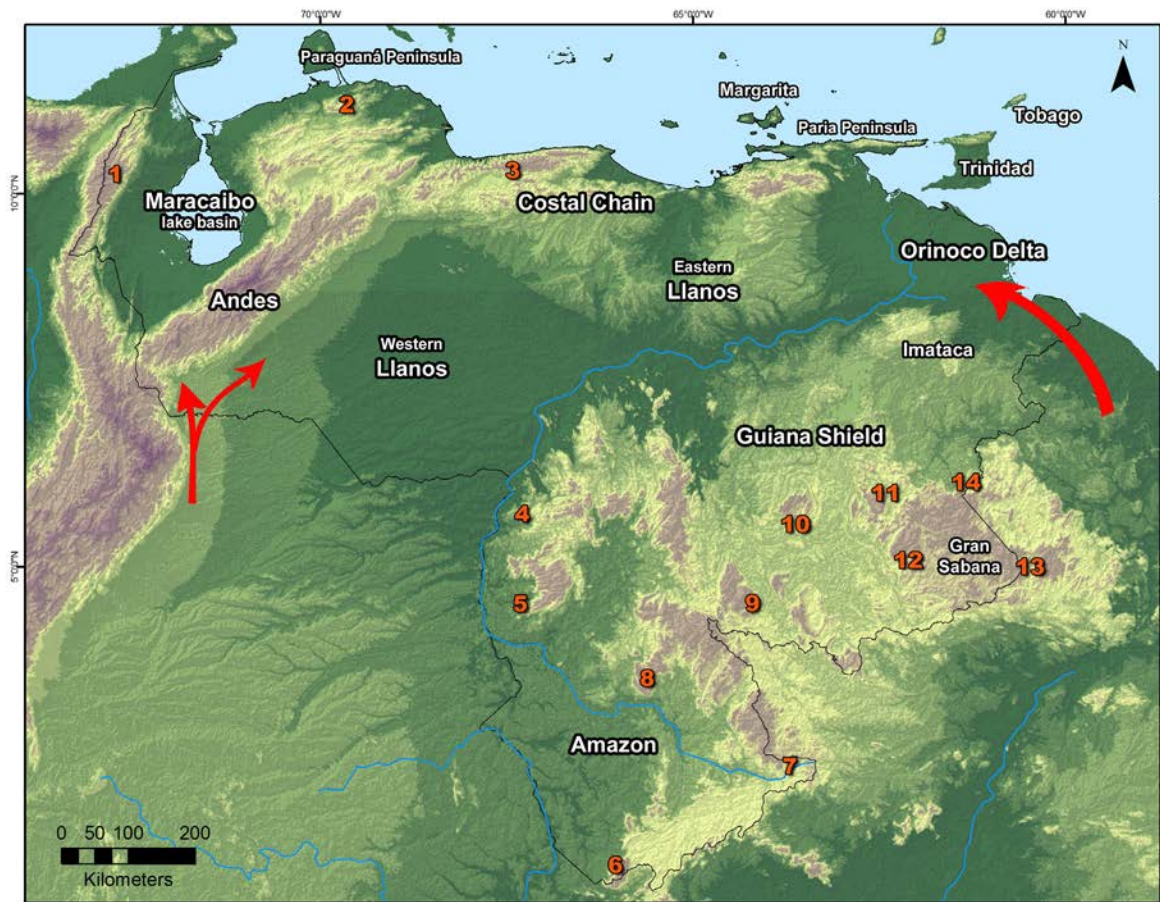 70°0'0"W
65°0'0"W
60°0'0"W
N
Paraguaná Peninsula
2
Margarita
Paria Peninsula
Tobago
Trinidad
1
3
10°0'0"N
Maracaibo
lake basin
Costal Chain
Orinoco Delta
Eastern
Llanos
Andes
Western
Llanos
Imataca
Guiana Shield
14
11
4
10
12
Gran
Sabana
13
5°0'0"N
5
9
8
Amazon
7
0 50 100 200
Kilometers
6